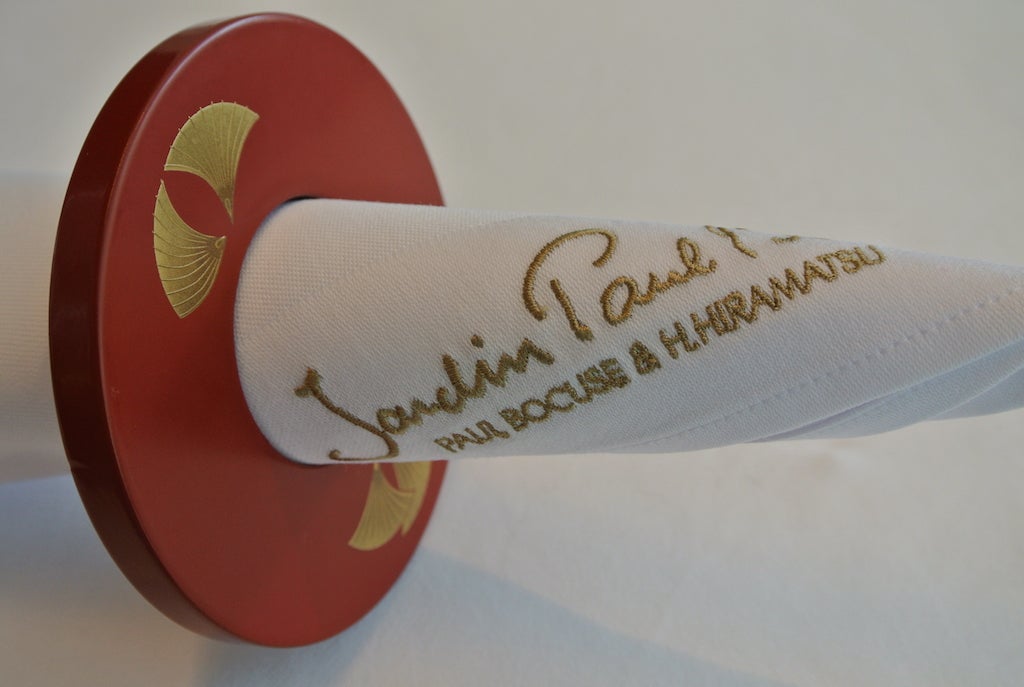 Jardin Paul
PAUL BOCUSE & H.HIRAMATSU